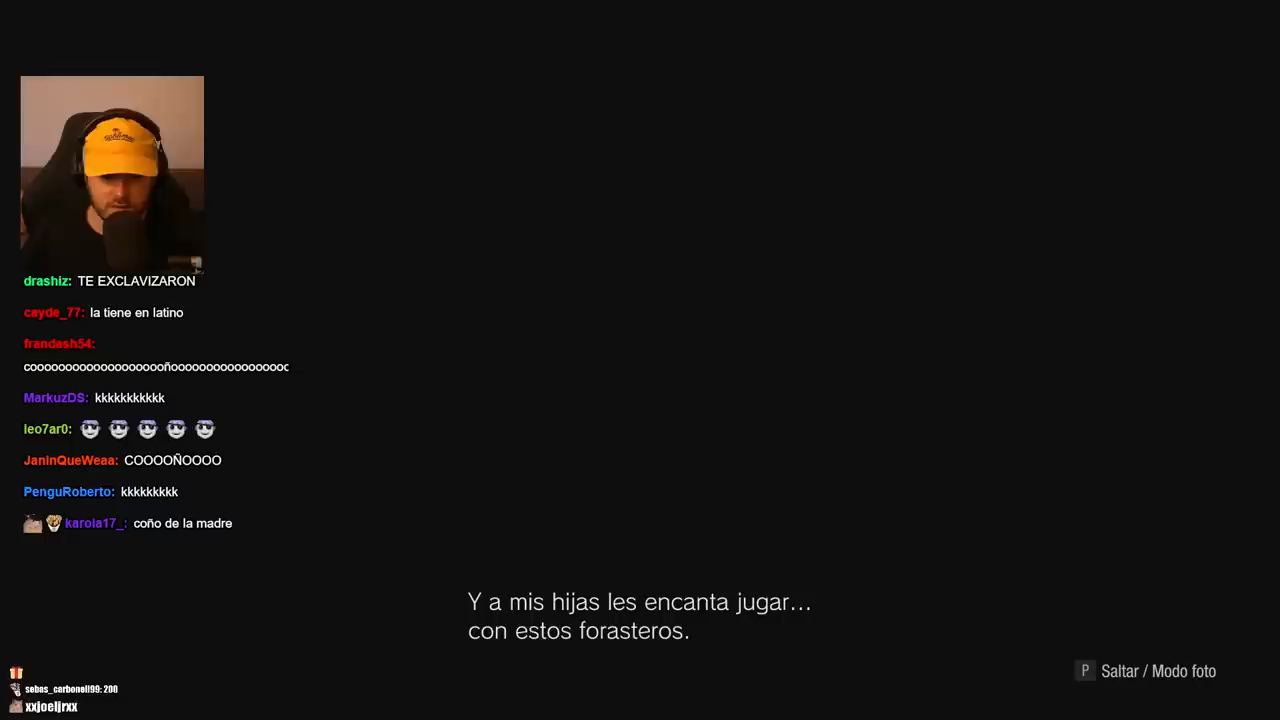 drashiz: TE EXCLAVIZARON
cayde_77: la tiene en latino
frandash54:
cooooooooooooooooooñooooooooooooooooc
MarkuzDS: kkkkkkkkkkk
leo7ar0:
JaninQueWeaa: COOOOÑOOOO
PenguRoberto: kkkkkkkkk
karola17_: coño de la madre
Y a mis hijas les encanta jugar...
con estos forasteros.
P Saltar / Modo foto
sebas_carbonell99: 200
xxjoeljrxx